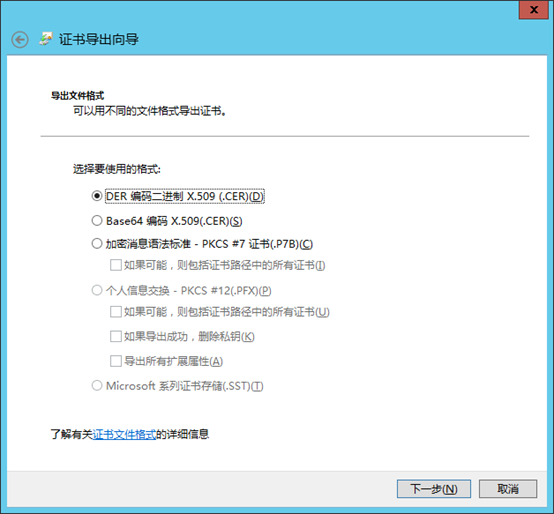 x
证书导出向导
导出文件格式
可以用不同的文件格式导出证书。
选择要使用的格式:
DER 编码二进制 X.509 (.CER)(D)
Base64 编码 X.509(.CER)(S)
加密消息语法标准 - PKCS #7 证书(.P7B)(C)
如果可能，则包括证书路径中的所有证书(I)
个人信息交换 - PKCS #12(.PFX)(P)
如果可能，则包括证书路径中的所有证书(U)
如果导出成功，删除私钥(K)
导出所有扩展属性(A)
Microsoft 系列证书存储(.SST)(T)
了解有关证书文件格式的详细信息
下一步(N) 取消